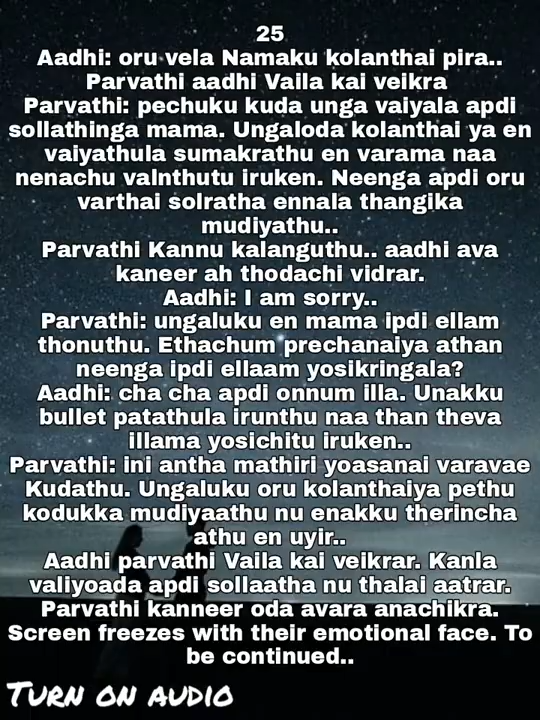 25
Aadhi: oru vela Namaku kolanthai pira..
Parvathi aadhi Vaila kai veikra
Parvathi: pechuku kuda unga vaiyala apdi
sollathinga mama. Ungaloda kolanthai ya en
vaiyathula sumakrathu en varama naa
nenachu valnthutu iruken. Neenga apdi oru
varthai solratha ennala thangika
mudiyathu..
Parvathi Kannu kalanguthu.. aadhi ava
kaneer ah thodachi vidrar.
Aadhi: I am sorry..
Parvathi: ungaluku en mama ipdi ellam
thonuthu. Ethachum prechanaiya athan
neenga ipdi ellaam yosikringala?
Aadhi: cha cha apdi onnum illa. Unakku
bullet patathula irunthu naa than theva
illama yosichitu iruken..
Parvathi: ini antha mathiri yoasanai varavae
Kudathu. Ungaluku oru kolanthaiya pethu
kodukka mudiyaathu nu enakku therincha
athu en uyir..
Aadhi parvathi Vaila kai veikrar. Kanla
valiyoada apdi sollaatha nu thalai aatrar.
Parvathi kanneer oda avara anachikra.
Screen freezes with their emotional face. To
be continued..
Turn on audio